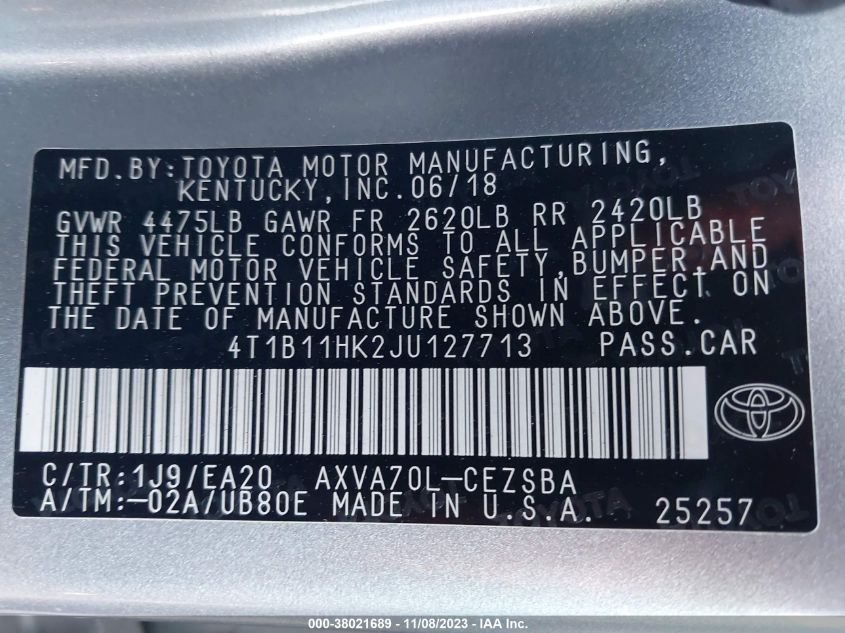 MFD.BY:TOYOTA MOTOR MANUFACTURING,
KENTUCKY,INC.06/18
GVWR 4475LB GAWR FR 2620LB RR 2420LB
THIS VEHICLE CONFORMS TO ALL APPLICABLE
FEDERAL MOTOR VEHICLE SAFETY,BUMPER,AND
THEFT PREVENTION STANDARDS IN EFFECT ON
THE DATE OF MANUFACTURE SHOWN ABOVE.
4T1B11HK2JU127713 PASS.CAR
C/TR:1J9/EA20 AXVA70L-CEZSBA
A/TM:-02A/UB80E MADE IN U.S.A. 25257
000-38021689 - 11/08/2023 - © IAA Inc.